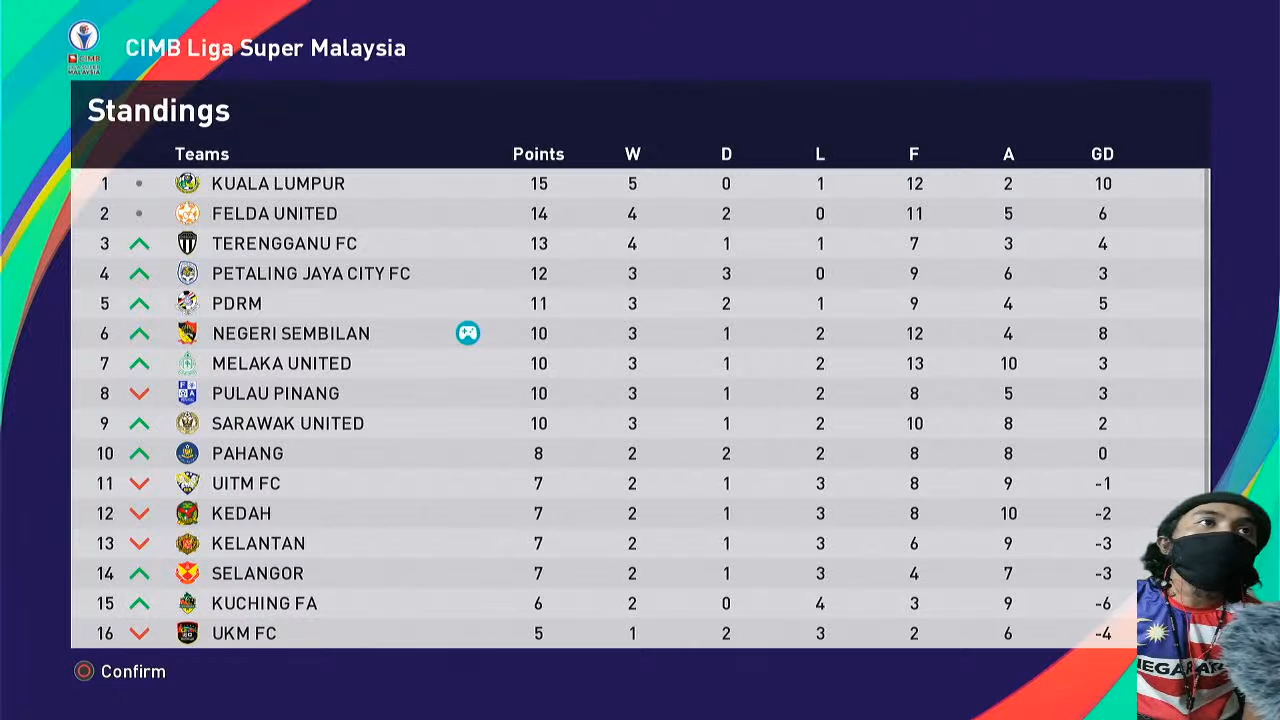 CIMB Liga Super Malaysia
CIMB
MALAYSIA
Standings
Teams Points W D L F A GD
1 KUALA LUMPUR 15 5 0 1 12 2 10
2 FELDA UNITED 14 4 2 0 11 5 6
3 TERENGGANU FC 13 4 1 1 7 3 4
4 PETALING JAYA CITY FC 12 3 3 0 9 6 3
5 PDRM 11 3 2 1 9 4 5
6 NEGERI SEMBILAN 10 3 1 2 12 4 8
7 MELAKA UNITED 10 3 1 2 13 10 3
8 PULAU PINANG 10 3 1 2 8 5 3
9 SARAWAK UNITED 10 3 1 2 10 8 2
10 PAHANG 8 2 2 2 8 8 0
11 UITM FC 7 2 1 3 8 9 -1
12 KEDAH 7 2 1 3 8 10 -2
13 KELANTAN 7 2 1 3 6 9 -3
14 SELANGOR 7 2 1 3 4 7 -3
15 KUCHING FA 6 2 0 4 3 9 -6
16 UKM FC 5 1 2 3 2 6 -4
Confirm